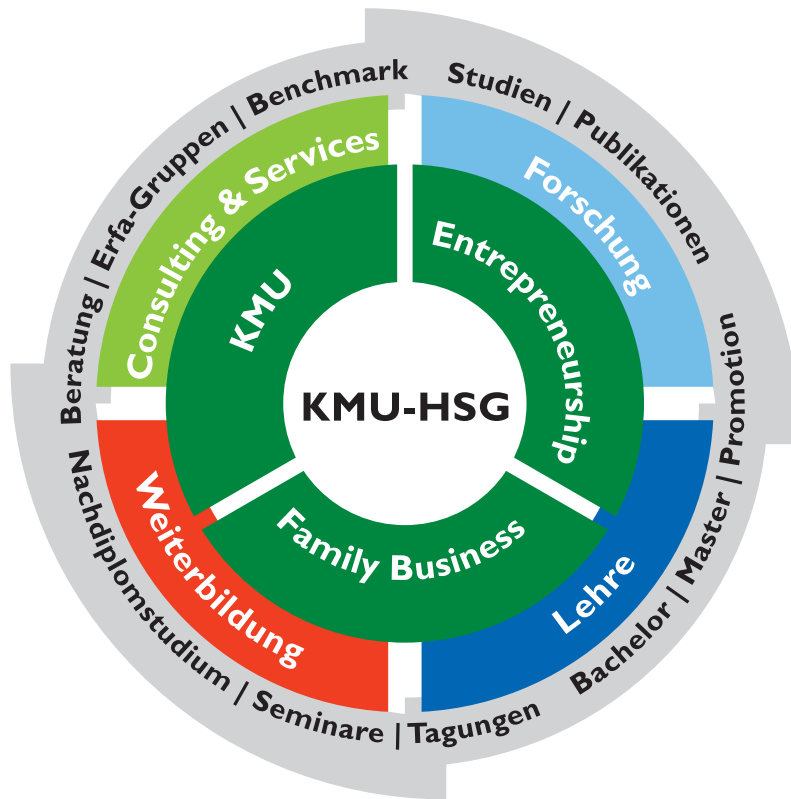 Beratung | Erfa-Gruppen | Benchmark
Studien | Publikationen
Consulting & Services
Forschung
KMU
Entrepreneurship
KMU-HSG
Family Business
Weiterbildung
Lehre
Nachdiplomstudium | Seminare | Tagungen
Bachelor | Master | Promotion